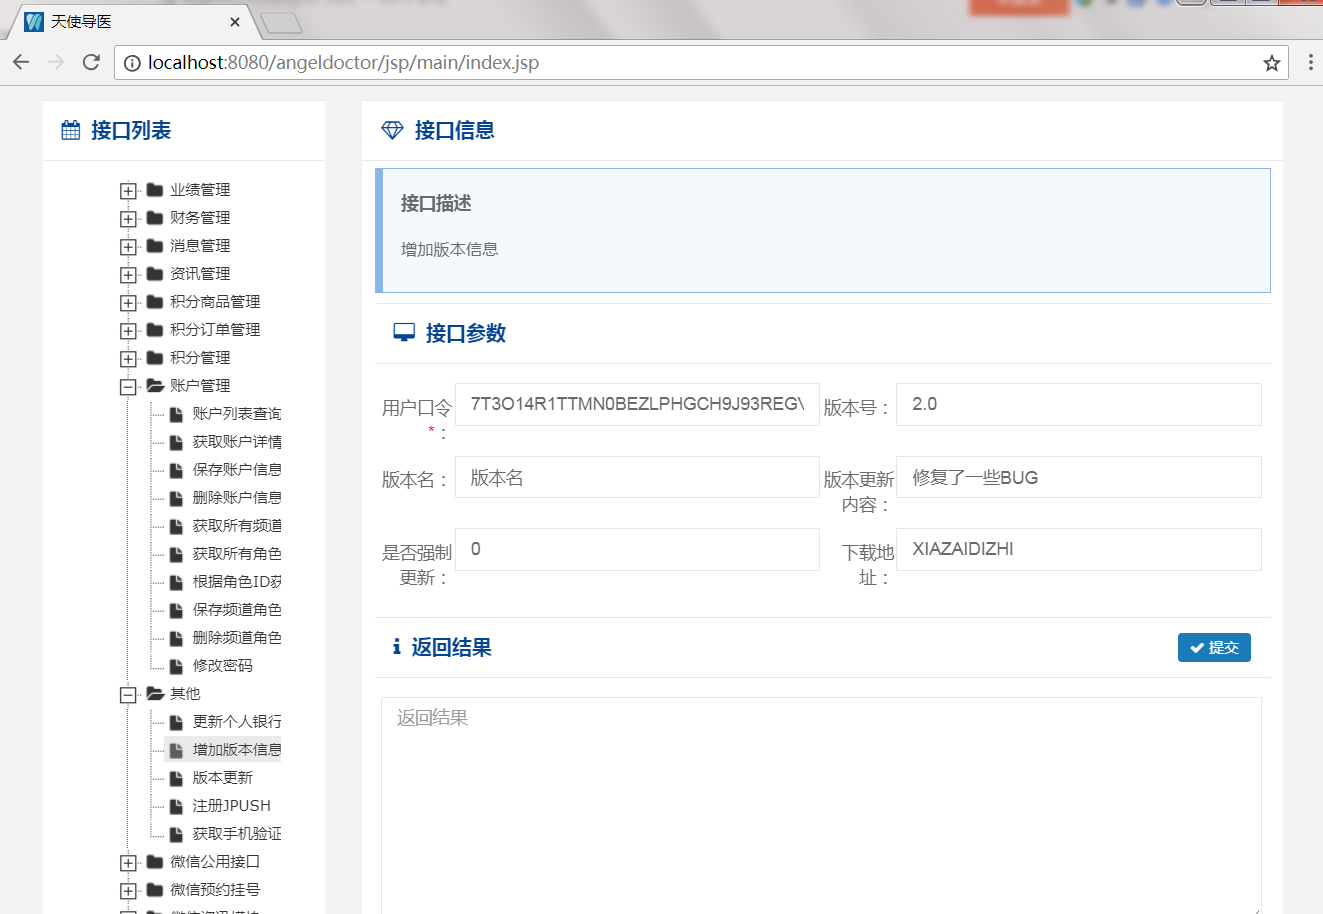 天使导医
localhost:8080/angeldoctor/jsp/main/index.jsp
接口列表
业绩管理
财务管理
消息管理
资讯管理
积分商品管理
积分订单管理
积分管理
账户管理
账户列表查询
获取账户详情
保存账户信息
删除账户信息
获取所有频道
获取所有角色
根据角色ID获
保存频道角色
删除频道角色
修改密码
其他
更新个人银行
增加版本信息
版本更新
注册JPUSH
获取手机验证
微信公用接口
微信预约挂号
接口信息
接口描述
增加版本信息
接口参数
用户口令*： 7T3O14R1TTMN0BEZLPHGCH9J93REGV 版本号： 2.0
版本名： 版本名 版本更新内容： 修复了一些BUG
是否强制更新： 0 下载地址： XIAZAIDIZHI
返回结果
提交
返回结果